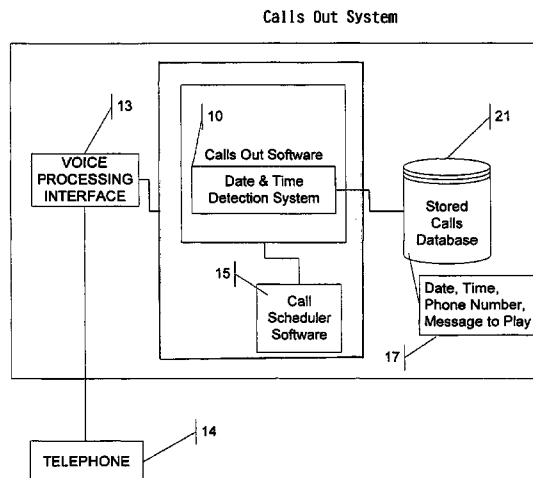 Calls Out System
13
VOICE
PROCESSING
INTERFACE
10
Calls Out Software
Date & Time
Detection System
21
Stored
Calls
Database
15
Call
Scheduler
Software
Date, Time,
Phone Number,
Message to Play
17
14
TELEPHONE